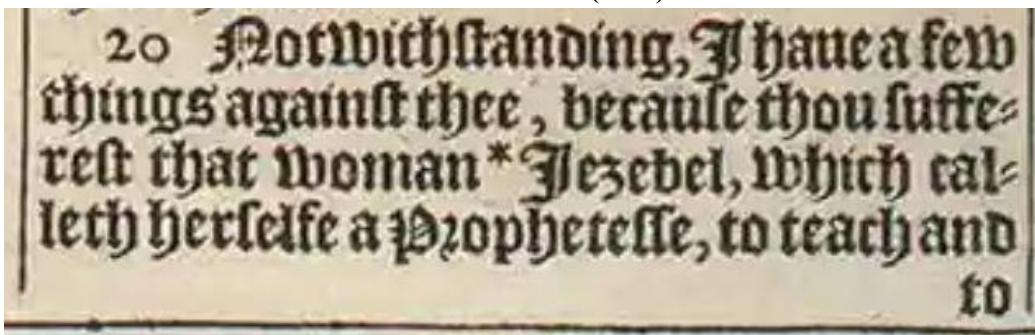 20 Notwithstanding, I haue a few
things against thee, because thou suffe-
rest that woman *Jezebel, which cal-
leth herselfe a Prophetesse, to teach and
to